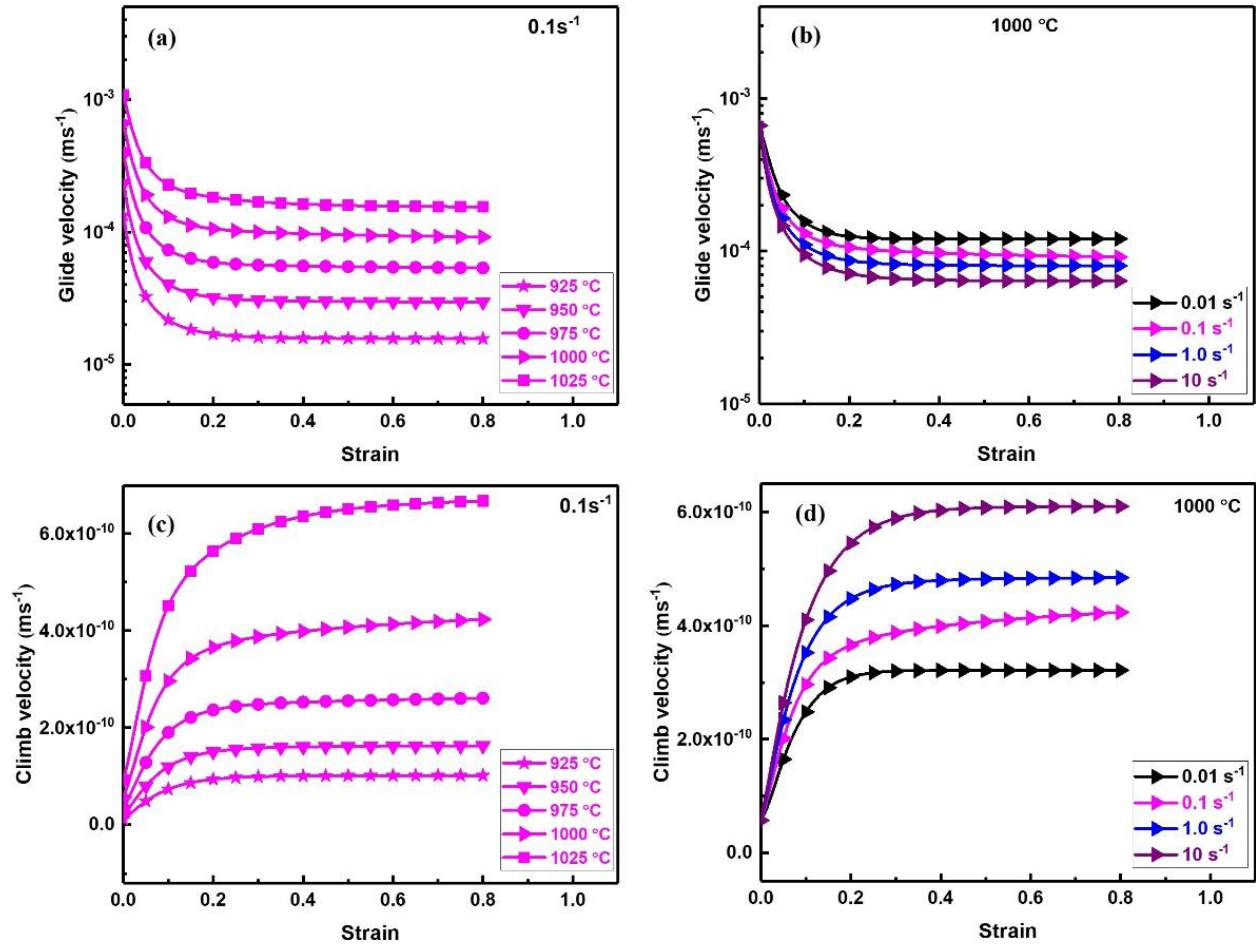 (a)
0.1s⁻¹
Glide velocity (ms⁻¹)
10⁻³
10⁻⁴
10⁻⁵
925 °C
950 °C
975 °C
1000 °C
1025 °C
0.0 0.2 0.4 0.6 0.8 1.0
Strain
(b)
1000 °C
Glide velocity (ms⁻¹)
10⁻³
10⁻⁴
10⁻⁵
0.01 s⁻¹
0.1 s⁻¹
1.0 s⁻¹
10 s⁻¹
0.0 0.2 0.4 0.6 0.8 1.0
Strain
(c)
0.1s⁻¹
Climb velocity (ms⁻¹)
6.0x10⁻¹⁰
4.0x10⁻¹⁰
2.0x10⁻¹⁰
0.0
925 °C
950 °C
975 °C
1000 °C
1025 °C
0.0 0.2 0.4 0.6 0.8 1.0
Strain
(d)
1000 °C
Climb velocity (ms⁻¹)
6.0x10⁻¹⁰
4.0x10⁻¹⁰
2.0x10⁻¹⁰
0.0
0.01 s⁻¹
0.1 s⁻¹
1.0 s⁻¹
10 s⁻¹
0.0 0.2 0.4 0.6 0.8 1.0
Strain